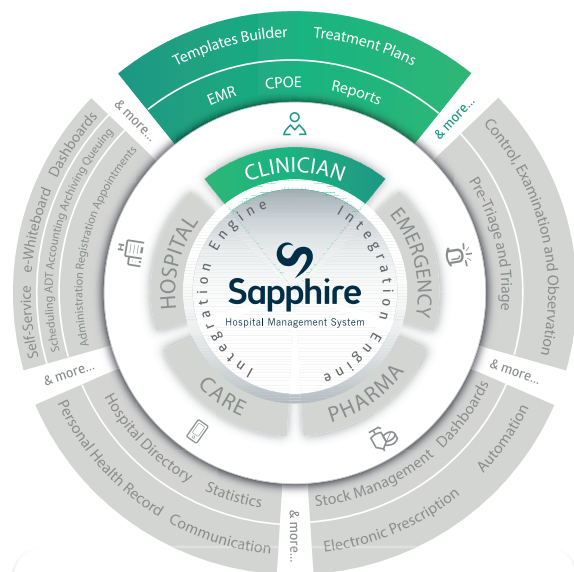 Templates Builder
Treatment Plans
EMR
CPOE
Reports
& more...
& more...
CLINICIAN
Self-Service e-Whiteboard Dashboards
Scheduling ADT Accounting Archiving Queuing
Administration Registration Appointments
HOSPITAL
EMERGENCY
Control, Examination and Observation
Pre-Triage and Triage
Integration Engine
Integration Engine
Sapphire
Hospital Management System
& more...
& more...
CARE
PHARMA
Hospital Directory Statistics
Personal Health Record Communication
Stock Management Dashboards
Electronic Prescription Automation
& more...